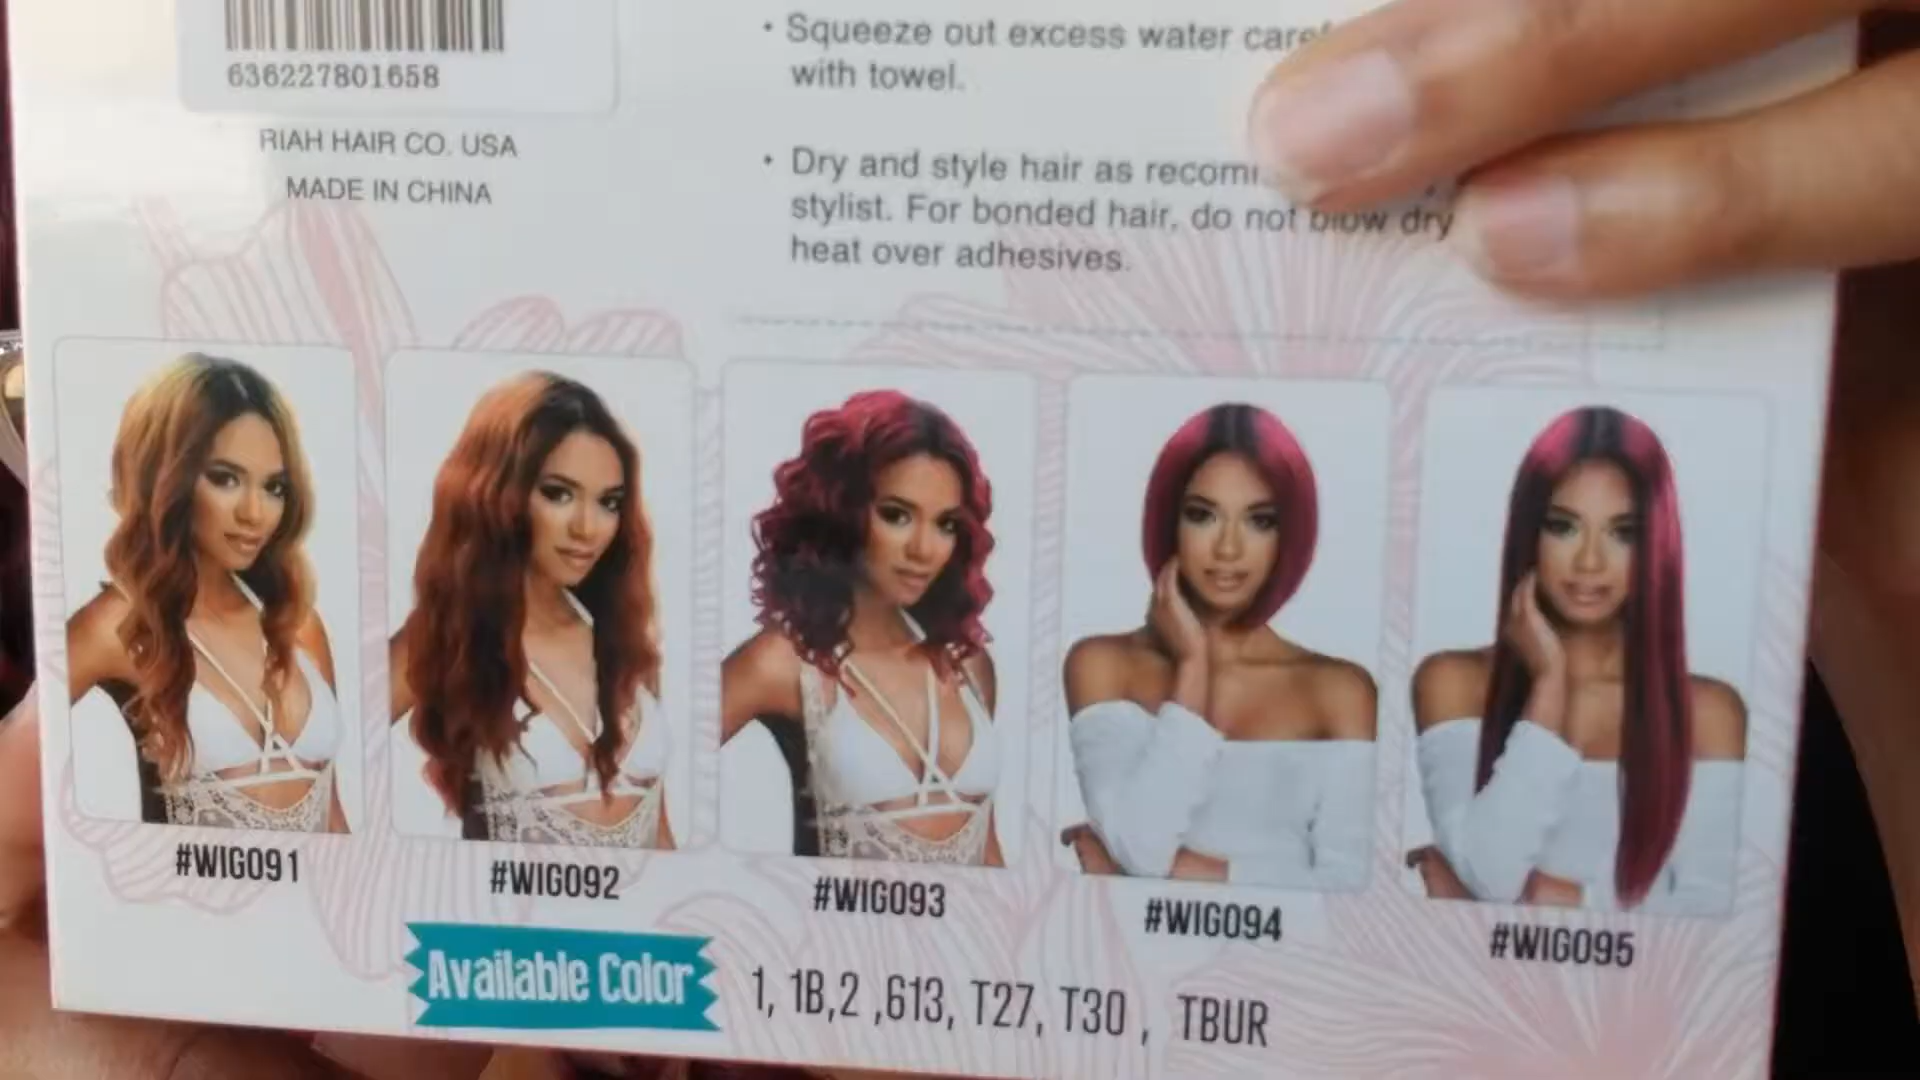 636227801658
RIAH HAIR CO. USA
MADE IN CHINA
• Squeeze out excess water
with towel.
• Dry and style hair as
stylist. For bonded hair, do not blow dry
heat over adhesives.
#WIG091
#WIG092
#WIG093
#WIG094
#WIG095
Available Color
1, 1B,2 ,613, T27, T30 , TBUR